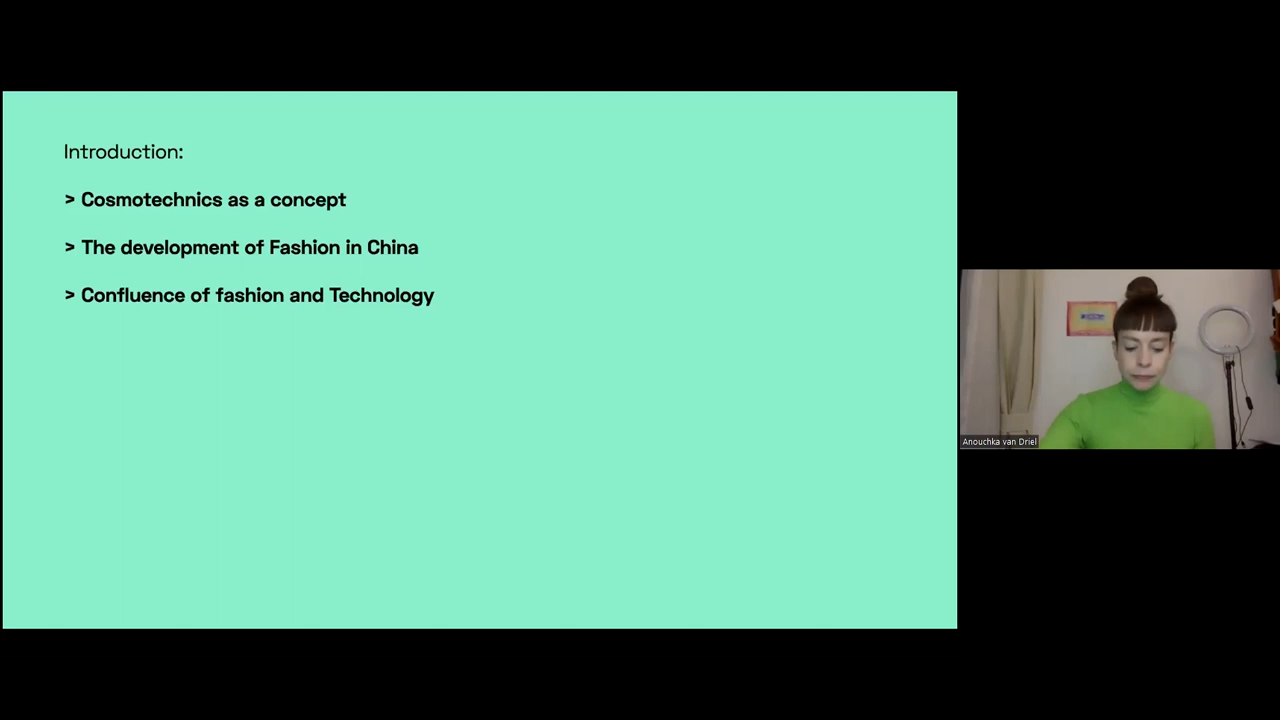 Introduction:
> Cosmotechnics as a concept
> The development of Fashion in China
> Confluence of fashion and Technology
Anouchka van Driel